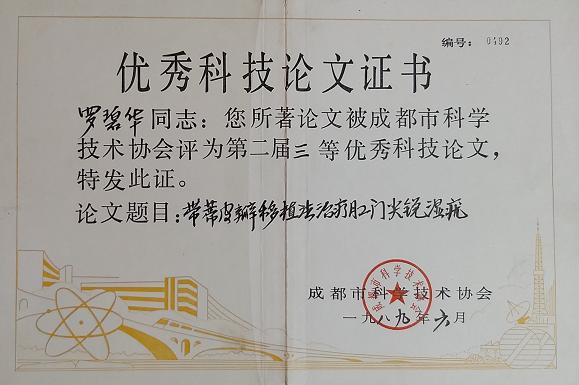 编号： 0492
优秀科技论文证书
罗碧华同志：您所著论文被成都市科学
技术协会评为第二届三等优秀科技论文，
特发此证。
论文题目：带蒂皮瓣移植法治疗肛门尖锐湿疣
成都市科学技术协会
一九八九年六月